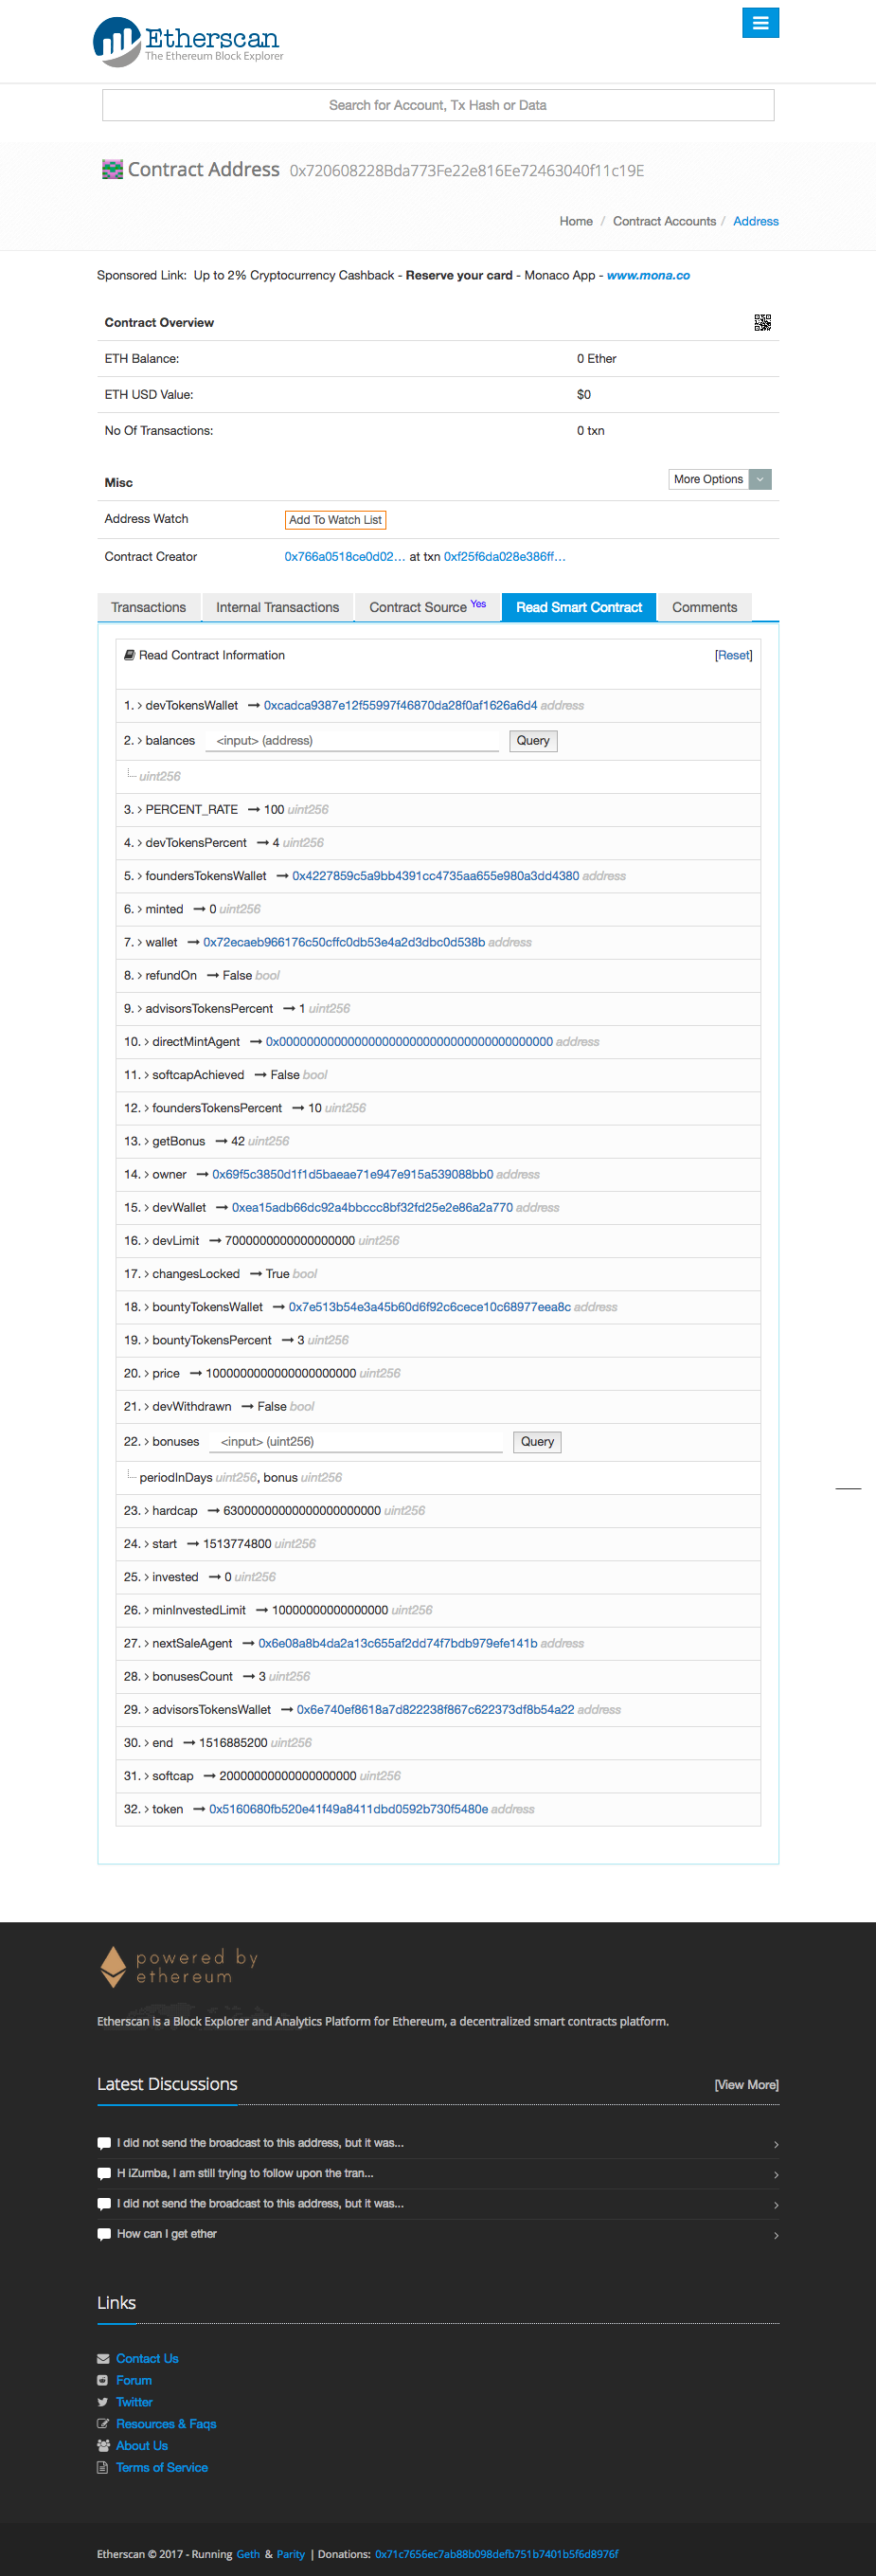 Etherscan
The Ethereum Block Explorer
Search for Account, Tx Hash or Data
Contract Address 0x720608228Bda773Fe22e816Ee72463040f11c19E
Home / Contract Accounts / Address
Sponsored Link: Up to 2% Cryptocurrency Cashback - Reserve your card - Monaco App - www.mona.co
Contract Overview
ETH Balance: 0 Ether
ETH USD Value: $0
No Of Transactions: 0 txn
Misc More Options
Address Watch Add To Watch List
Contract Creator 0x766a0518ce0d02... at txn 0xf25f6da028e386ff...
Transactions Internal Transactions Contract Source Yes Read Smart Contract Comments
Read Contract Information [Reset]
1. > devTokensWallet → 0xcadca9387e12f55997f46870da28f0af1626a6d4 address
2. > balances <input> (address) Query
uint256
3. > PERCENT_RATE → 100 uint256
4. > devTokensPercent → 4 uint256
5. > foundersTokensWallet → 0x4227859c5a9bb4391cc4735aa655e980a3dd4380 address
6. > minted → 0 uint256
7. > wallet → 0x72ecaeb966176c50cffc0db53e4a2d3dbc0d538b address
8. > refundOn → False bool
9. > advisorsTokensPercent → 1 uint256
10. > directMintAgent → 0x0000000000000000000000000000000000000000 address
11. > softcapAchieved → False bool
12. > foundersTokensPercent → 10 uint256
13. > getBonus → 42 uint256
14. > owner → 0x69f5c3850d1f1d5baeae71e947e915a539088bb0 address
15. > devWallet → 0xea15adb66dc92a4bbccc8bf32fd25e2e86a2a770 address
16. > devLimit → 7000000000000000000 uint256
17. > changesLocked → True bool
18. > bountyTokensWallet → 0x7e513b54e3a45b60d6f92c6cece10c68977eea8c address
19. > bountyTokensPercent → 3 uint256
20. > price → 1000000000000000000000 uint256
21. > devWithdrawn → False bool
22. > bonuses <input> (uint256) Query
periodInDays uint256, bonus uint256
23. > hardcap → 63000000000000000000000 uint256
24. > start → 1513774800 uint256
25. > invested → 0 uint256
26. > minInvestedLimit → 10000000000000000 uint256
27. > nextSaleAgent → 0x6e08a8b4da2a13c655af2dd74f7bdb979efe141b address
28. > bonusesCount → 3 uint256
29. > advisorsTokensWallet → 0x6e740ef8618a7d822238f867c622373df8b54a22 address
30. > end → 1516885200 uint256
31. > softcap → 20000000000000000000 uint256
32. > token → 0x5160680fb520e41f49a8411dbd0592b730f5480e address
powered by
ethereum
Etherscan is a Block Explorer and Analytics Platform for Ethereum, a decentralized smart contracts platform.
Latest Discussions [View More]
I did not send the broadcast to this address, but it was...
H iZumba, I am still trying to follow upon the tran...
I did not send the broadcast to this address, but it was...
How can I get ether
Links
Contact Us
Forum
Twitter
Resources & Faqs
About Us
Terms of Service
Etherscan © 2017 - Running Geth & Parity | Donations: 0x71c7656ec7ab88b098defb751b7401b5f6d8976f